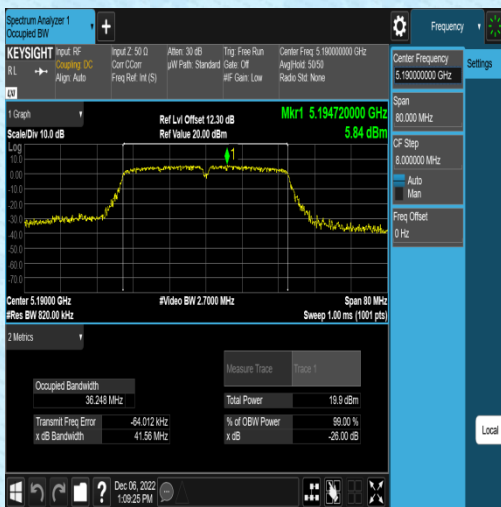 Spectrum Analyzer 1
Occupied BW
Frequency
KEYSIGHT
Input: RF
Coupling: DC
Align: Auto
Input Z: 50 Ω
Corr CCorr
Freq Ref: Int (S)
Atten: 30 dB
µW Path: Standard
Trig: Free Run
Gate: Off
#IF Gain: Low
Center Freq: 5.190000000 GHz
Avg|Hold: 50/50
Radio Std: None
R L
Center Frequency
5.190000000 GHz
Settings
Span
80.000 MHz
CF Step
8.000000 MHz
Auto
Man
Freq Offset
0 Hz
Local
1 Graph
Scale/Div 10.0 dB
Ref Lvl Offset 12.30 dB
Ref Value 20.00 dBm
Mkr1 5.194720000 GHz
5.84 dBm
Log
10.0
0.00
-10.0
-20.0
-30.0
-40.0
-50.0
-60.0
-70.0
1
Center 5.19000 GHz
#Res BW 820.00 kHz
#Video BW 2.7000 MHz
Span 80 MHz
Sweep 1.00 ms (1001 pts)
2 Metrics
Measure Trace
Trace 1
Occupied Bandwidth
36.248 MHz
Total Power
19.9 dBm
Transmit Freq Error
-64.012 kHz
% of OBW Power
99.00 %
x dB Bandwidth
41.56 MHz
x dB
-26.00 dB
?
Dec 06, 2022
1:09:25 PM